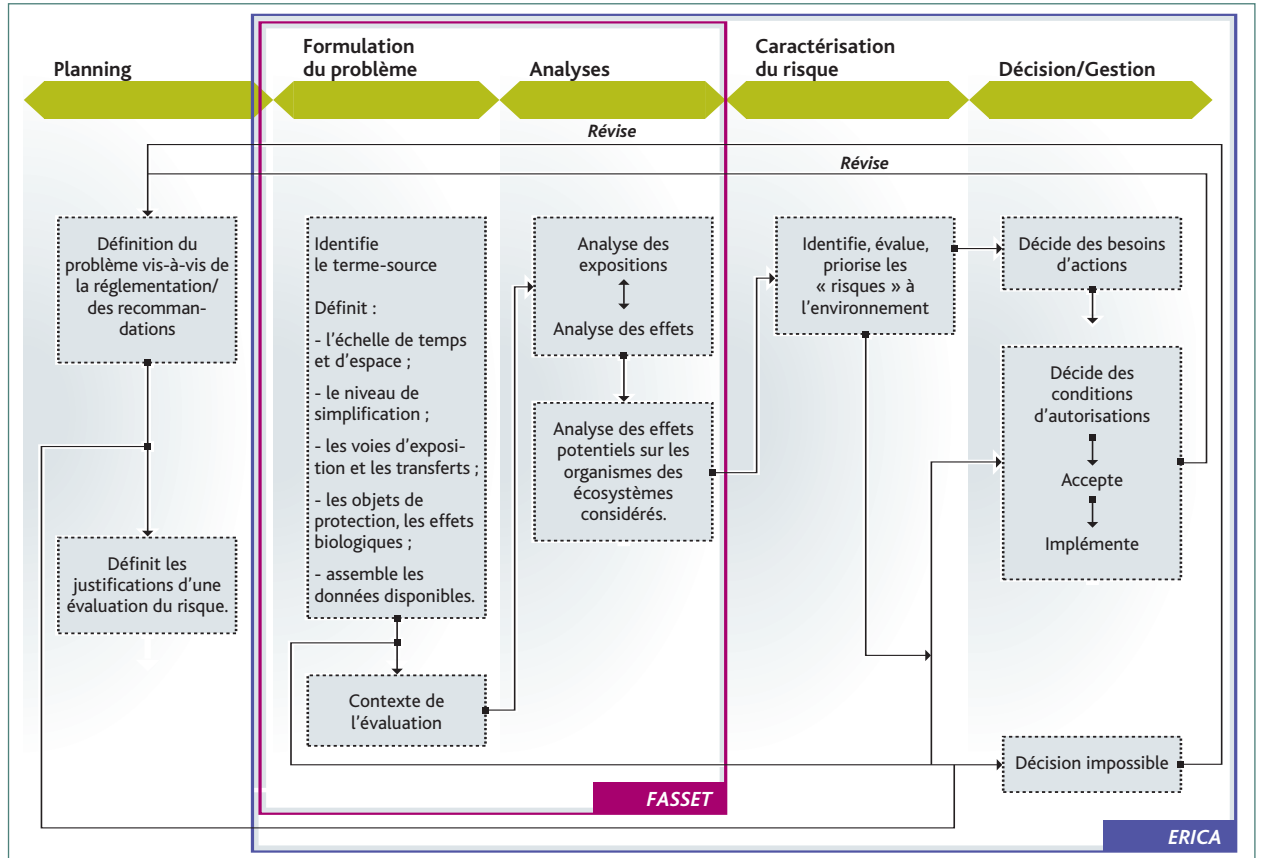 Planning
Formulation
du problème
Analyses
Caractérisation
du risque
Décision/Gestion
Révise
Révise
Définition du
problème vis-à-vis de
la réglementation/
des recomman-
dations
Définit les
justifications d'une
évaluation du risque.
Identifie
le terme-source
Définit :
- l'échelle de temps
et d'espace ;
- le niveau de
simplification ;
- les voies d'exposi-
tion et les transferts ;
- les objets de
protection, les effets
biologiques ;
- assemble les
données disponibles.
Contexte de
l'évaluation
Analyse des
expositions
Analyse des effets
Analyse des effets
potentiels sur les
organismes des
écosystèmes
considérés.
Identifie, évalue,
priorise les
« risques » à
l'environnement
Décide des besoins
d'actions
Décide des
conditions
d'autorisations
Accepte
Implémente
Décision impossible
FASSET
ERICA